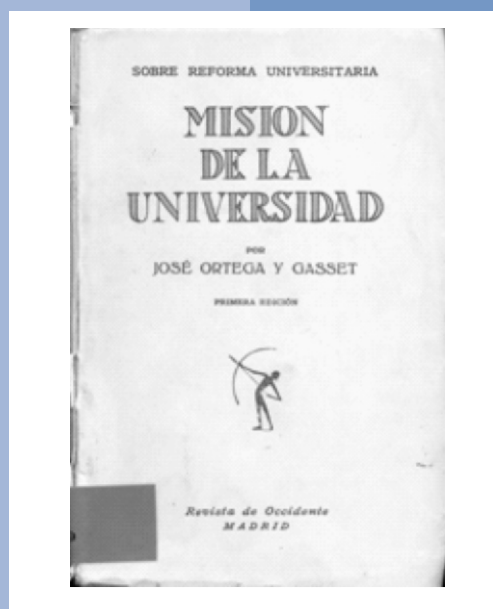 SOBRE REFORMA UNIVERSITARIA
MISION
DE LA
UNIVERSIDAD
POR
JOSÉ ORTEGA Y GASSET
PRIMERA EDICIÓN
Revista de Occidente
MADRID